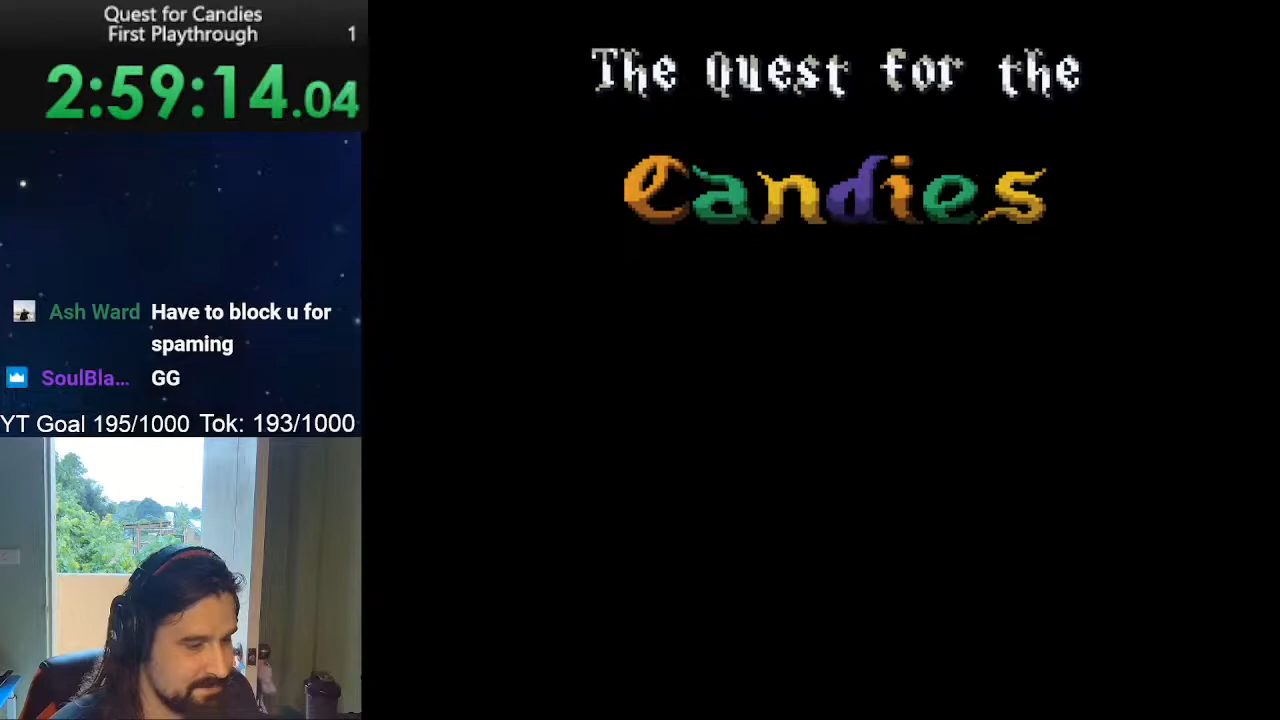 Quest for Candies
First Playthrough 1
2:59:14.04
The Quest for the
Candies
Ash Ward Have to block u for
spaming
SoulBla... GG
YT Goal 195/1000 Tok: 193/1000